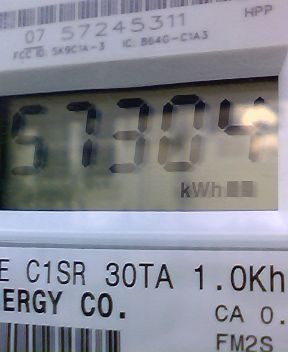 HPP
07 57245311
FCC ID: SK9C1A-3 IC: 864G-C1A3
57304
kWh
E C1SR 30TA 1.0Kh
ERGY CO.
CA 0.
FM2S